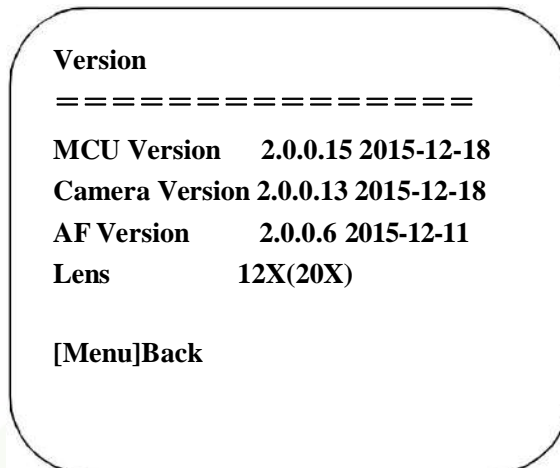 Version
===============
MCU Version 2.0.0.15 2015-12-18
Camera Version 2.0.0.13 2015-12-18
AF Version 2.0.0.6 2015-12-11
Lens 12X(20X)
[Menu]Back